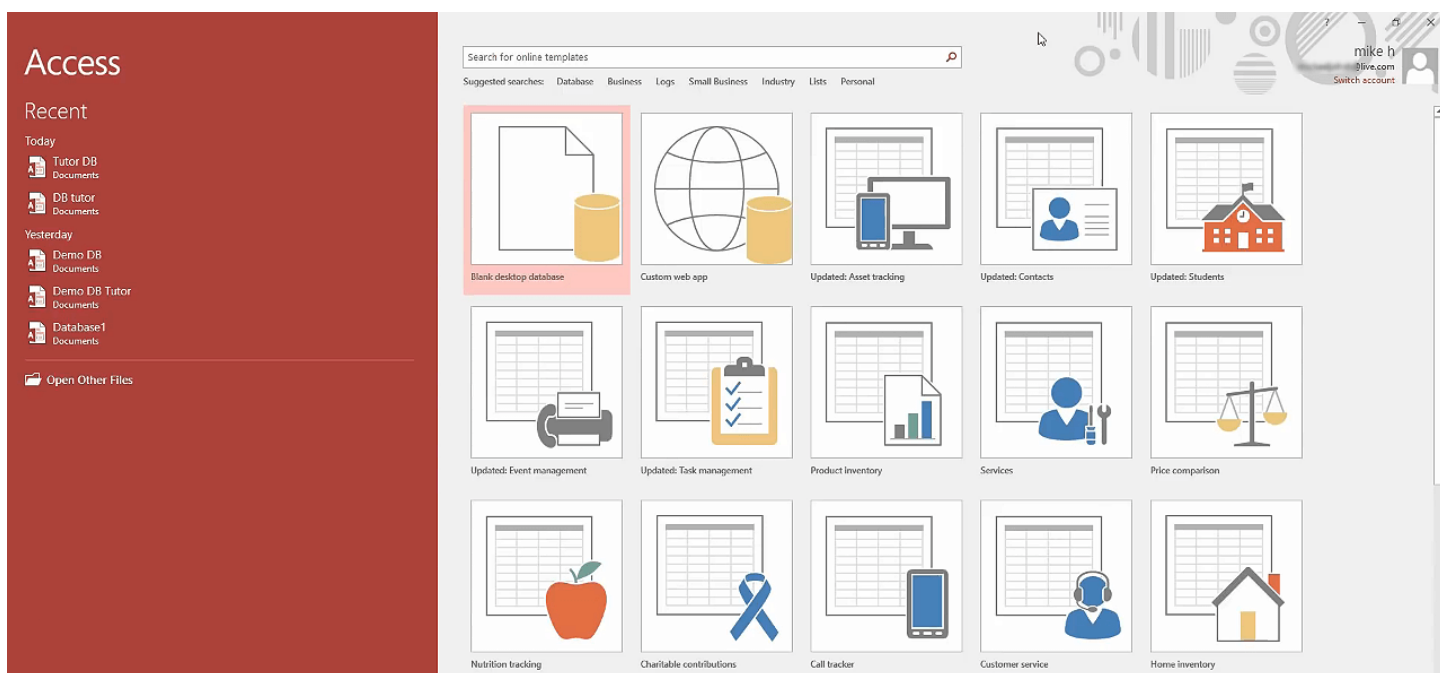 Access
Recent
Today
Tutor DB
Documents
DB tutor
Documents
Yesterday
Demo DB
Documents
Demo DB Tutor
Documents
Database1
Documents
Open Other Files
Search for online templates
Suggested searches: Database Business Logs Small Business Industry Lists Personal
?
mike h
@live.com
Switch account
Blank desktop database
Custom web app
Updated: Asset tracking
Updated: Contacts
Updated: Students
Updated: Event management
Updated: Task management
Product inventory
Services
Price comparison
Nutrition tracking
Charitable contributions
Call tracker
Customer service
Home inventory